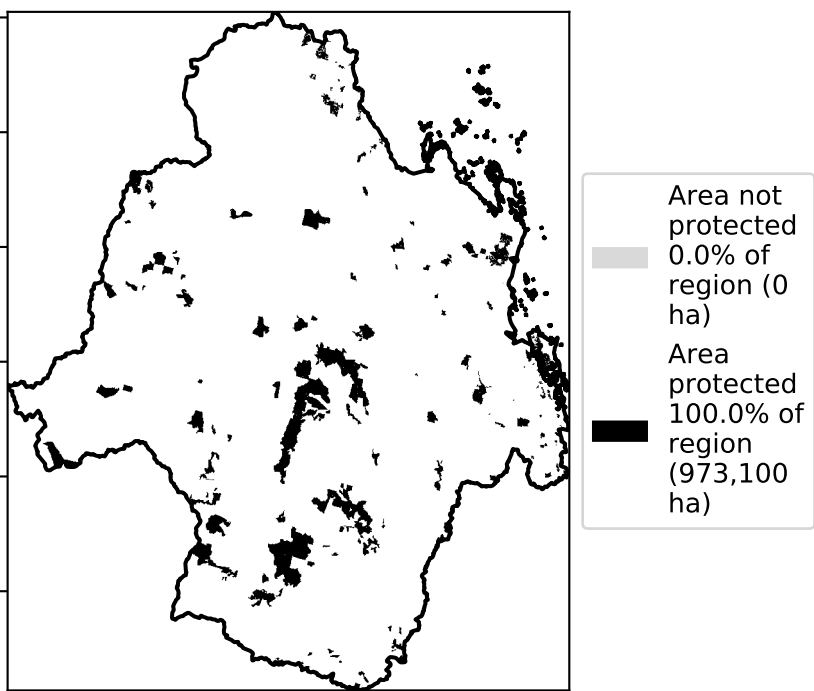 Area not
protected
0.0% of
region (0
ha)
Area
protected
100.0% of
region
(973,100
ha)